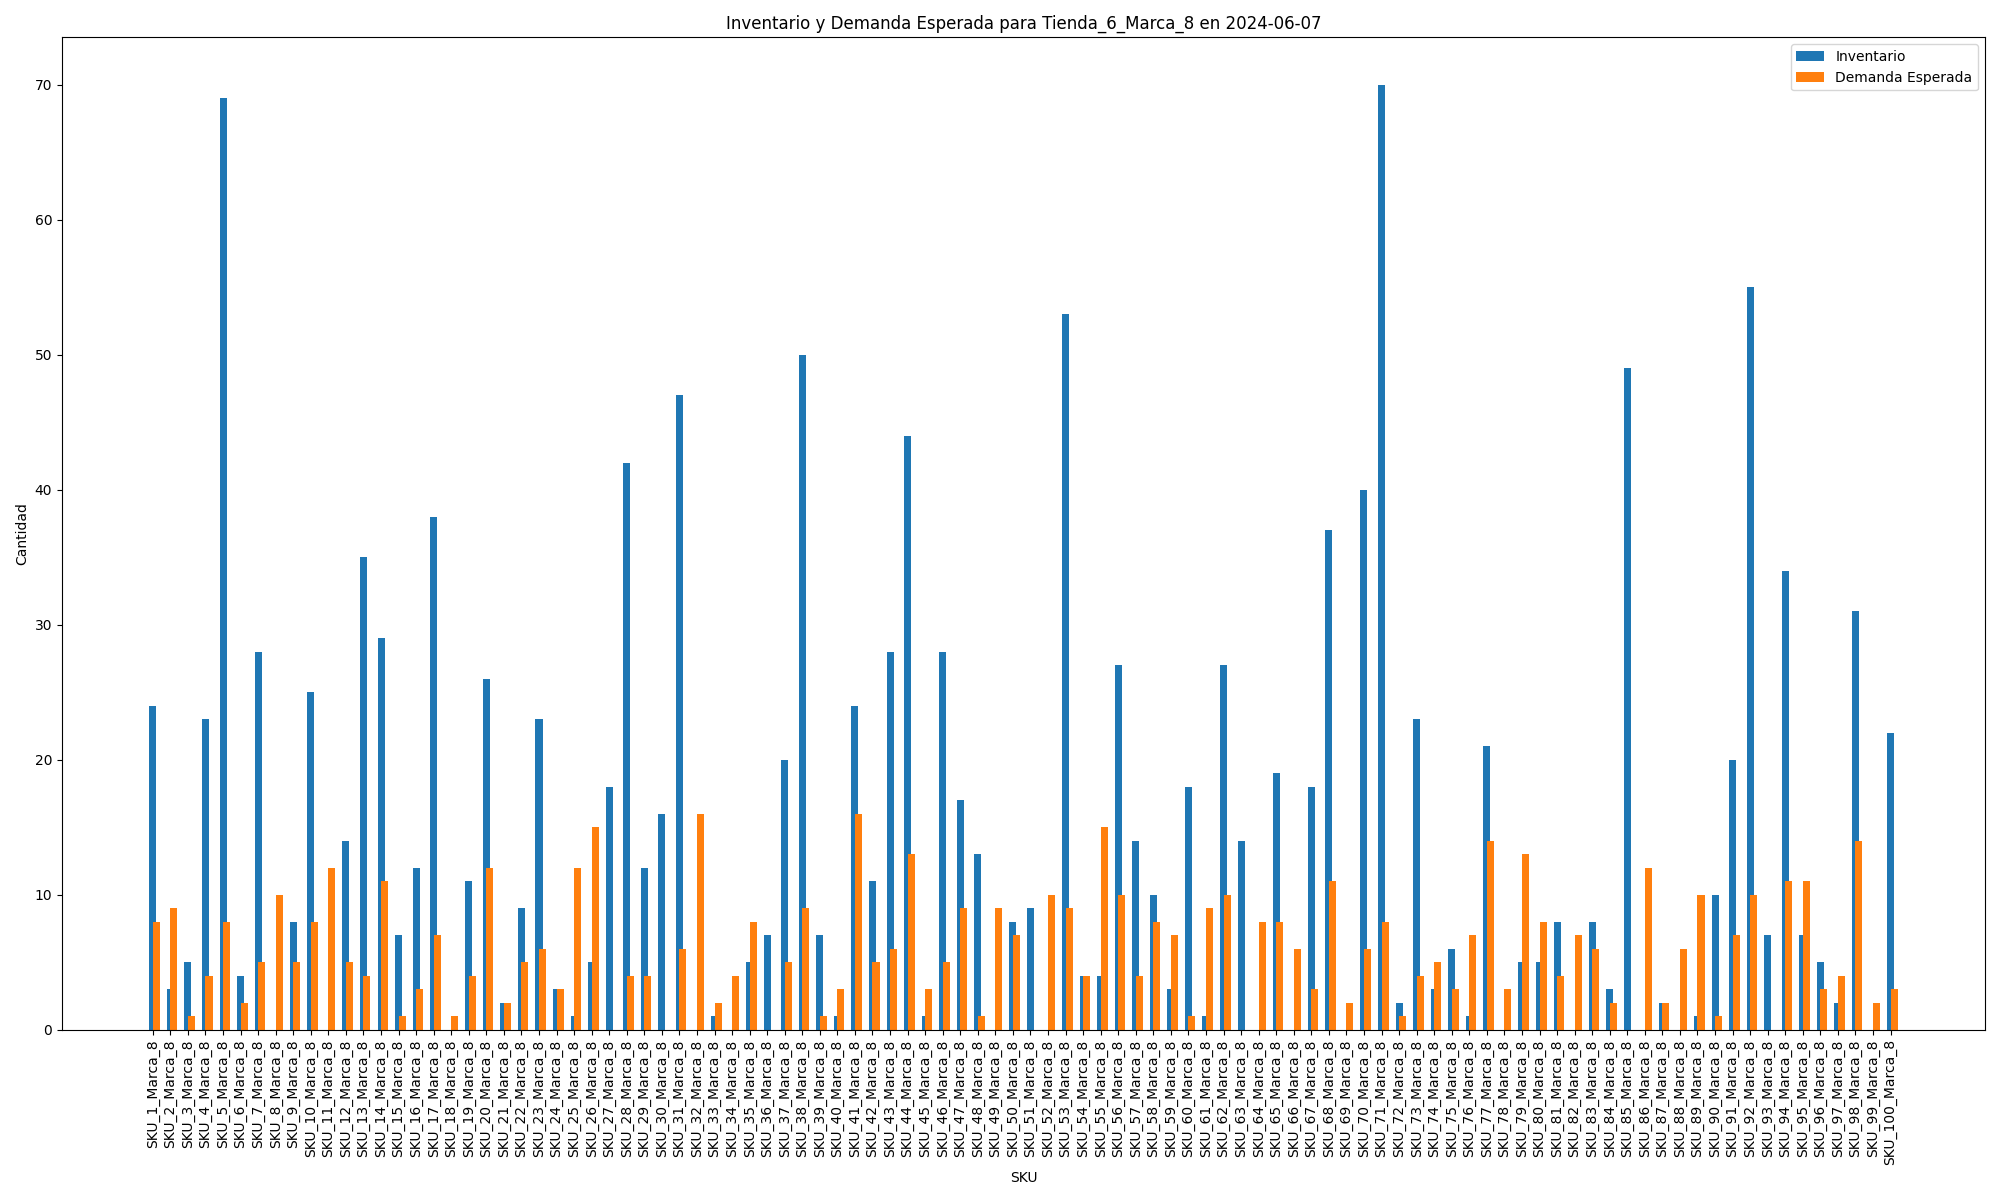 Inventario y Demanda Esperada para Tienda_6_Marca_8 en 2024-06-07
Inventario
Demanda Esperada
70
60
50
40
30
20
10
0
Cantidad
SKU_1_Marca_8
SKU_2_Marca_8
SKU_3_Marca_8
SKU_4_Marca_8
SKU_5_Marca_8
SKU_6_Marca_8
SKU_7_Marca_8
SKU_8_Marca_8
SKU_9_Marca_8
SKU_10_Marca_8
SKU_11_Marca_8
SKU_12_Marca_8
SKU_13_Marca_8
SKU_14_Marca_8
SKU_15_Marca_8
SKU_16_Marca_8
SKU_17_Marca_8
SKU_18_Marca_8
SKU_19_Marca_8
SKU_20_Marca_8
SKU_21_Marca_8
SKU_22_Marca_8
SKU_23_Marca_8
SKU_24_Marca_8
SKU_25_Marca_8
SKU_26_Marca_8
SKU_27_Marca_8
SKU_28_Marca_8
SKU_29_Marca_8
SKU_30_Marca_8
SKU_31_Marca_8
SKU_32_Marca_8
SKU_33_Marca_8
SKU_34_Marca_8
SKU_35_Marca_8
SKU_36_Marca_8
SKU_37_Marca_8
SKU_38_Marca_8
SKU_39_Marca_8
SKU_40_Marca_8
SKU_41_Marca_8
SKU_42_Marca_8
SKU_43_Marca_8
SKU_44_Marca_8
SKU_45_Marca_8
SKU_46_Marca_8
SKU_47_Marca_8
SKU_48_Marca_8
SKU_49_Marca_8
SKU_50_Marca_8
SKU_51_Marca_8
SKU_52_Marca_8
SKU_53_Marca_8
SKU_54_Marca_8
SKU_55_Marca_8
SKU_56_Marca_8
SKU_57_Marca_8
SKU_58_Marca_8
SKU_59_Marca_8
SKU_60_Marca_8
SKU_61_Marca_8
SKU_62_Marca_8
SKU_63_Marca_8
SKU_64_Marca_8
SKU_65_Marca_8
SKU_66_Marca_8
SKU_67_Marca_8
SKU_68_Marca_8
SKU_69_Marca_8
SKU_70_Marca_8
SKU_71_Marca_8
SKU_72_Marca_8
SKU_73_Marca_8
SKU_74_Marca_8
SKU_75_Marca_8
SKU_76_Marca_8
SKU_77_Marca_8
SKU_78_Marca_8
SKU_79_Marca_8
SKU_80_Marca_8
SKU_81_Marca_8
SKU_82_Marca_8
SKU_83_Marca_8
SKU_84_Marca_8
SKU_85_Marca_8
SKU_86_Marca_8
SKU_87_Marca_8
SKU_88_Marca_8
SKU_89_Marca_8
SKU_90_Marca_8
SKU_91_Marca_8
SKU_92_Marca_8
SKU_93_Marca_8
SKU_94_Marca_8
SKU_95_Marca_8
SKU_96_Marca_8
SKU_97_Marca_8
SKU_98_Marca_8
SKU_99_Marca_8
SKU_100_Marca_8
SKU